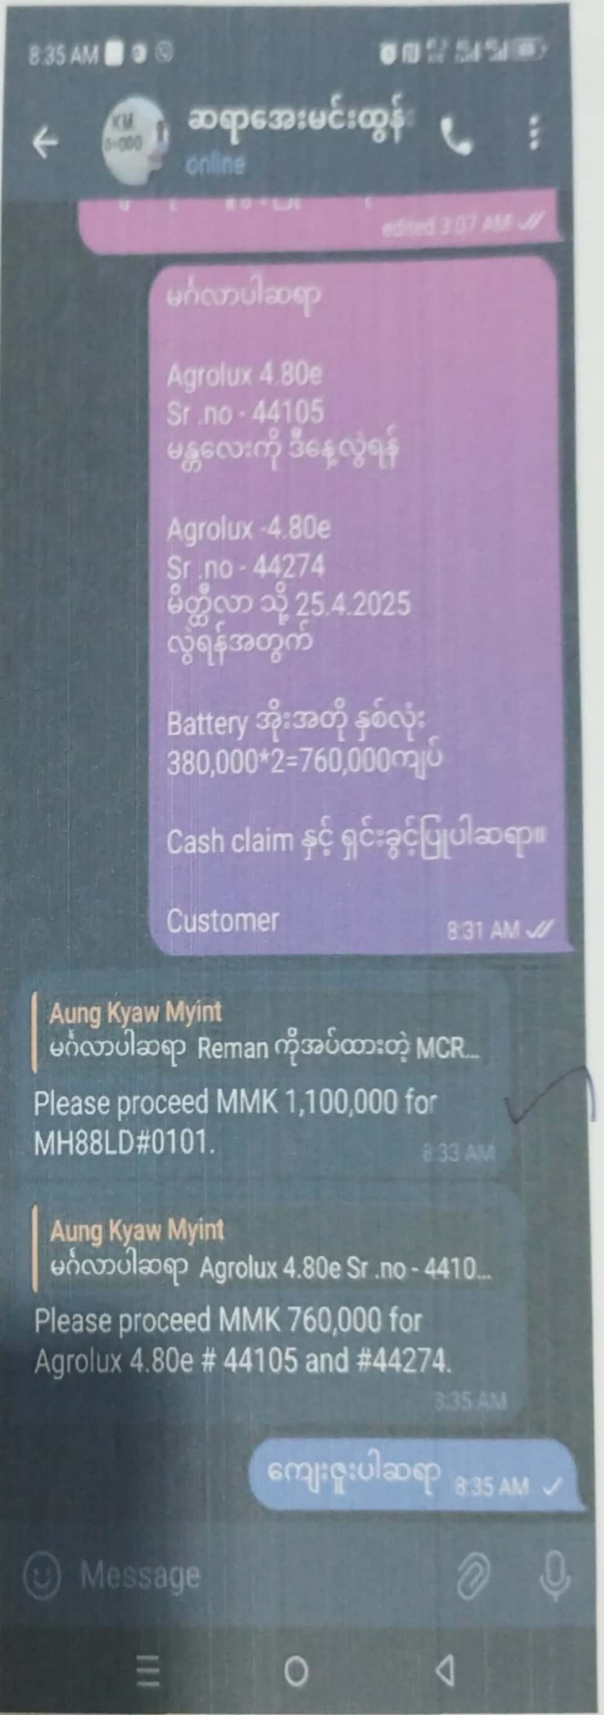 8:35 AM
ဆရာအေးမင်းထွန်း
online
edited 3:07 AM
မင်္ဂလာပါဆရာ
Agrolux 4.80e
Sr .no - 44105
မန္တလေးကို ဒီနေ့လွှဲရန်
Agrolux -4.80e
Sr .no - 44274
မိတ္ထီလာ သို့ 25.4.2025
လွှဲရန်အတွက်
Battery အိုးအတို နှစ်လုံး
380,000*2=760,000ကျပ်
Cash claim နှင့် ရှင်းခွင့်ပြုပါဆရာ။
Customer
8:31 AM
Aung Kyaw Myint
မင်္ဂလာပါဆရာ Reman ကိုအပ်ထားတဲ့ MCR...
Please proceed MMK 1,100,000 for
MH88LD#0101.
8:33 AM
Aung Kyaw Myint
မင်္ဂလာပါဆရာ Agrolux 4.80e Sr .no - 4410...
Please proceed MMK 760,000 for
Agrolux 4.80e # 44105 and #44274.
8:35 AM
ကျေးဇူးပါဆရာ 8:35 AM
Message